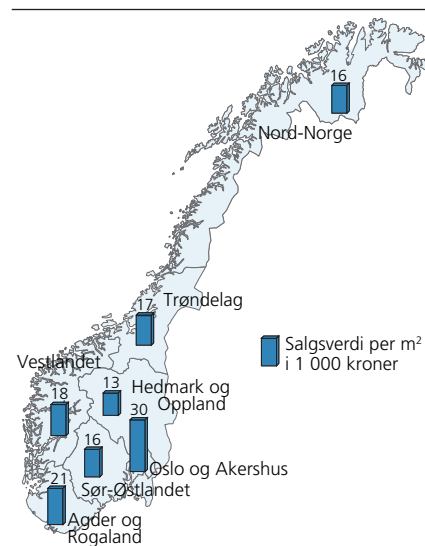 16
Nord-Norge
17
Trøndelag
Salgsverdi per m²
i 1 000 kroner
Vestlandet
18
13
Hedmark og
Oppland
30
16
Oslo og Akershus
Sør-Østlandet
21
Agder og
Rogaland